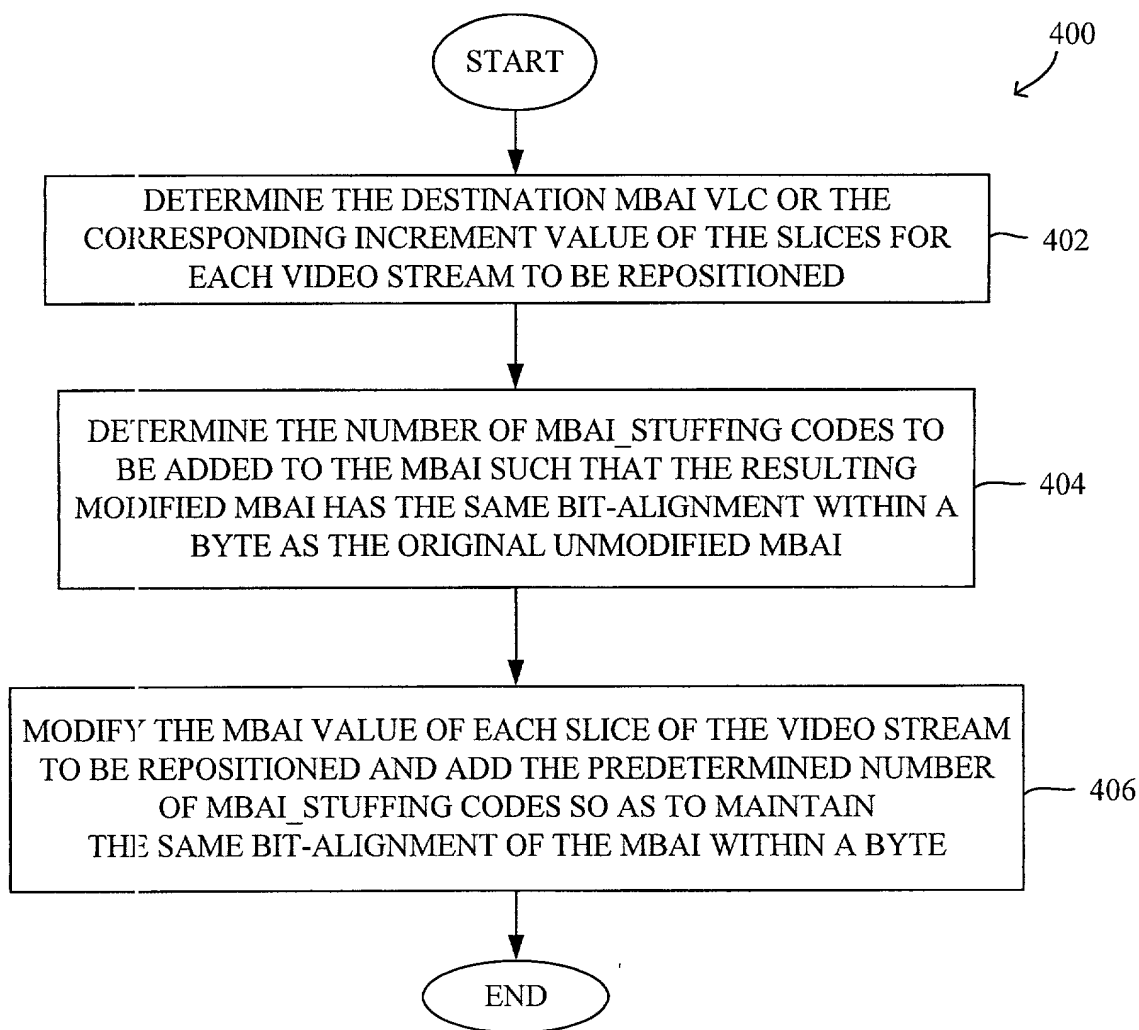 400
START
DETERMINE THE DESTINATION MBAI VLC OR THE
CORRESPONDING INCREMENT VALUE OF THE SLICES FOR
EACH VIDEO STREAM TO BE REPOSITIONED
402
DETERMINE THE NUMBER OF MBAI_STUFFING CODES TO
BE ADDED TO THE MBAI SUCH THAT THE RESULTING
MODIFIED MBAI HAS THE SAME BIT-ALIGNMENT WITHIN A
BYTE AS THE ORIGINAL UNMODIFIED MBAI.
404
MODIFY THE MBAI VALUE OF EACH SLICE OF THE VIDEO STREAM
TO BE REPOSITIONED AND ADD THE PREDETERMINED NUMBER
OF MBAI_STUFFING CODES SO AS TO MAINTAIN
THE SAME BIT-ALIGNMENT OF THE MBAI WITHIN A BYTE
406
END